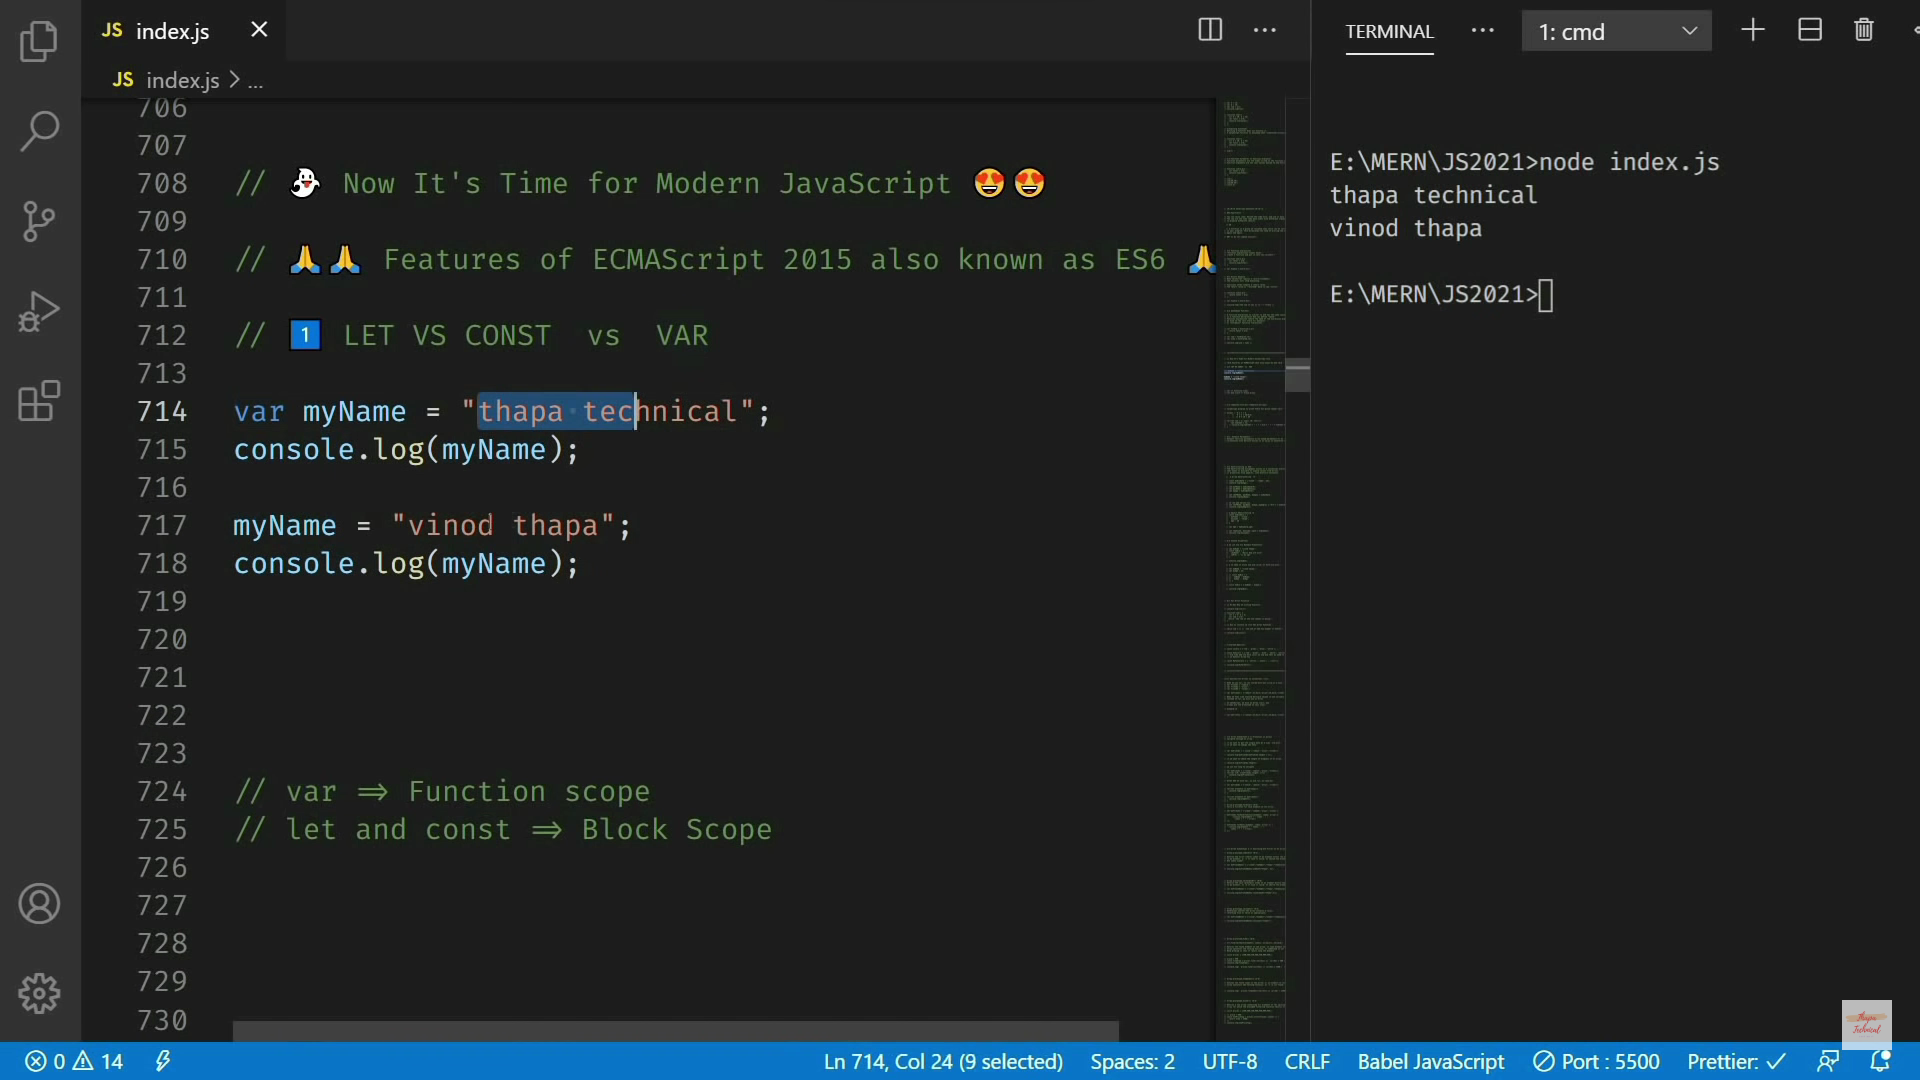 JS index.js
TERMINAL
1: cmd
JS index.js > ...
706
707
708 // 👻 Now It's Time for Modern JavaScript 😍😍
709
710 // 🙏🙏 Features of ECMAScript 2015 also known as ES6 🙏
711
712 // 1️⃣ LET VS CONST  vs  VAR
713
714 var myName = "thapa technical";
715 console.log(myName);
716
717 myName = "vinod thapa";
718 console.log(myName);
719
720
721
722
723
724 // var => Function scope
725 // let and const => Block Scope
726
727
728
729
730
E:\MERN\JS2021>node index.js
thapa technical
vinod thapa
E:\MERN\JS2021>
Thapa
Technical
0 14 Ln 714, Col 24 (9 selected) Spaces: 2 UTF-8 CRLF Babel JavaScript Port : 5500 Prettier: ✓